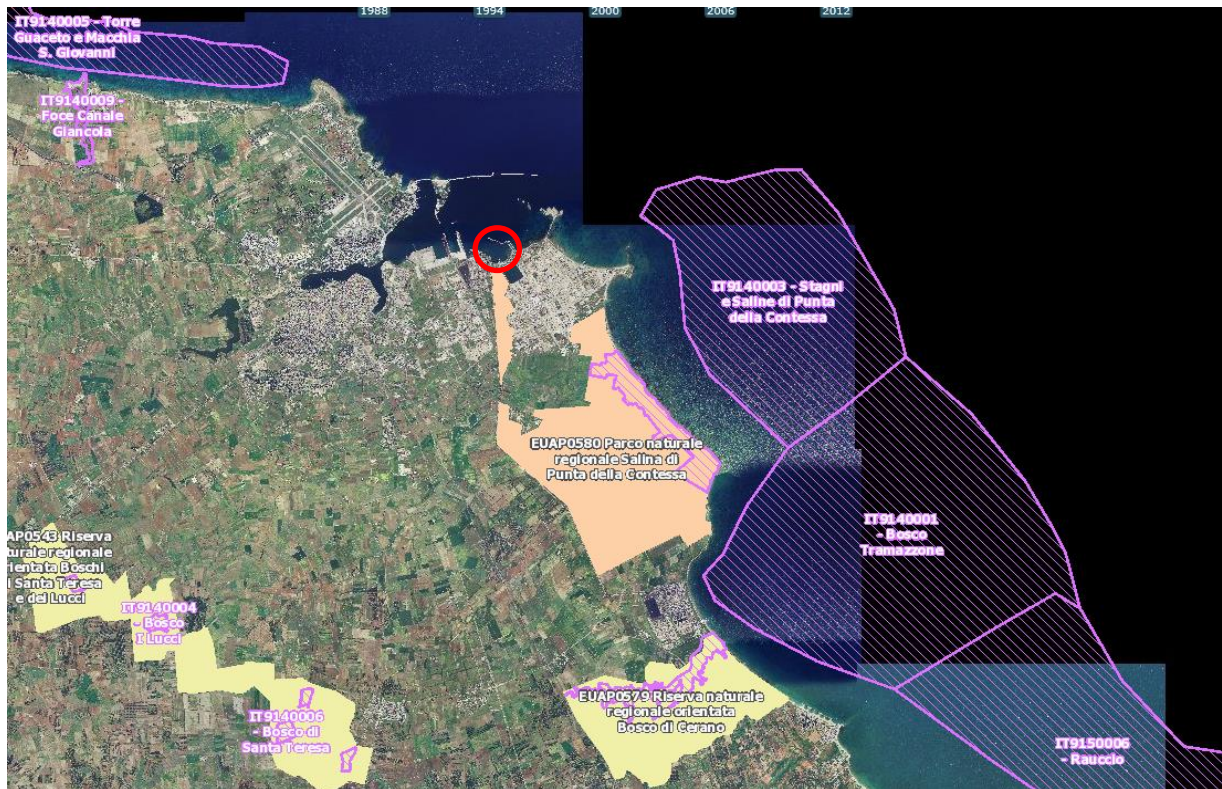 1988 1994 2000 2006 2012
IT9140005 - Torre
Guaceto e Macchia
S. Giovanni
IT9140009 -
Foce Canale
Giancola
IT9140003 - Stagni
e Saline di Punta
della Contessa
EUAP0580 Parco naturale
regionale Salina di
Punta della Contessa
IT9140001
- Bosco
Tramazzone
AP0543 Riserva
turale regionale
rientata Boschi
i Santa Teresa
e dei Lucci
IT9140004
- Bosco
I Lucci
EUAP0579 Riserva naturale
regionale orientata
Bosco di Cerano
IT9140006
- Bosco di
Santa Teresa
IT9150006
- Rauccio